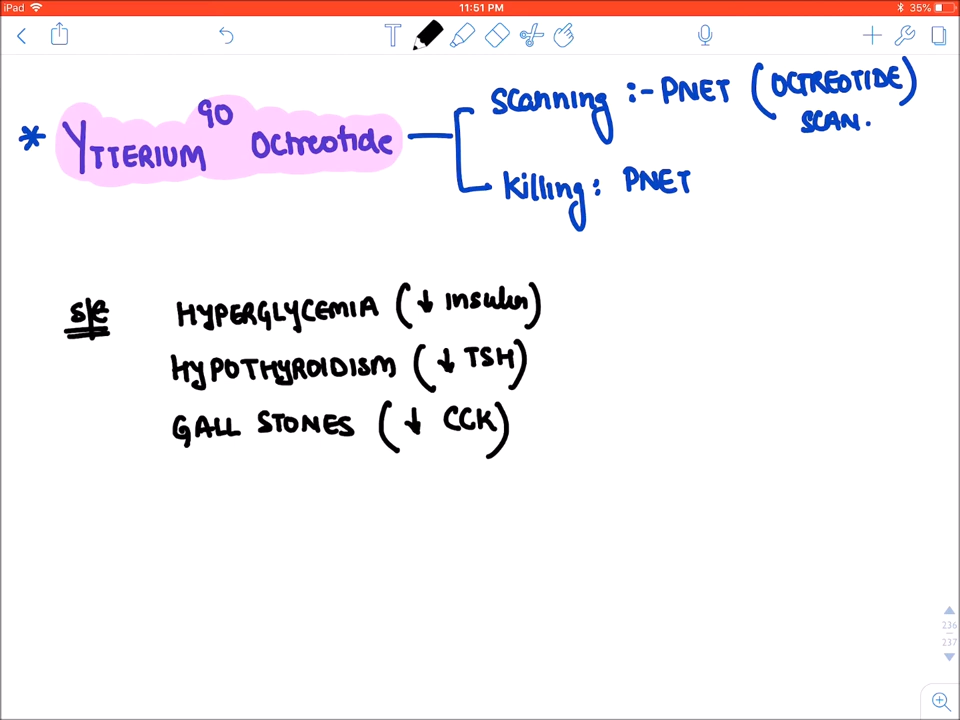 iPad 11:51 PM 35%
T
* YTTERIUM 90 Octreotide
Scanning :- PNET (OCTREOTIDE)
SCAN.
Killing : PNET
S/E HYPERGLYCEMIA (↓ Insulin)
HYPOTHYROIDISM (↓ TSH)
GALL STONES (↓ CCK)
236
237